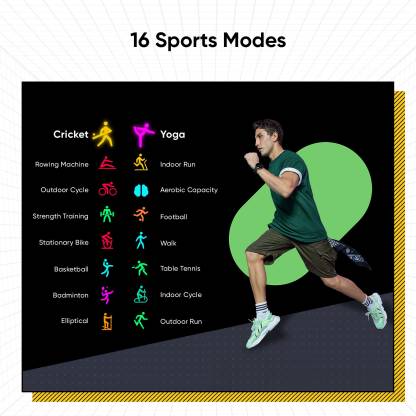 16 Sports Modes
Cricket Yoga
Rowing Machine Indoor Run
Outdoor Cycle Aerobic Capacity
Strength Training Football
Stationary Bike Walk
Basketball Table Tennis
Badminton Indoor Cycle
Elliptical Outdoor Run